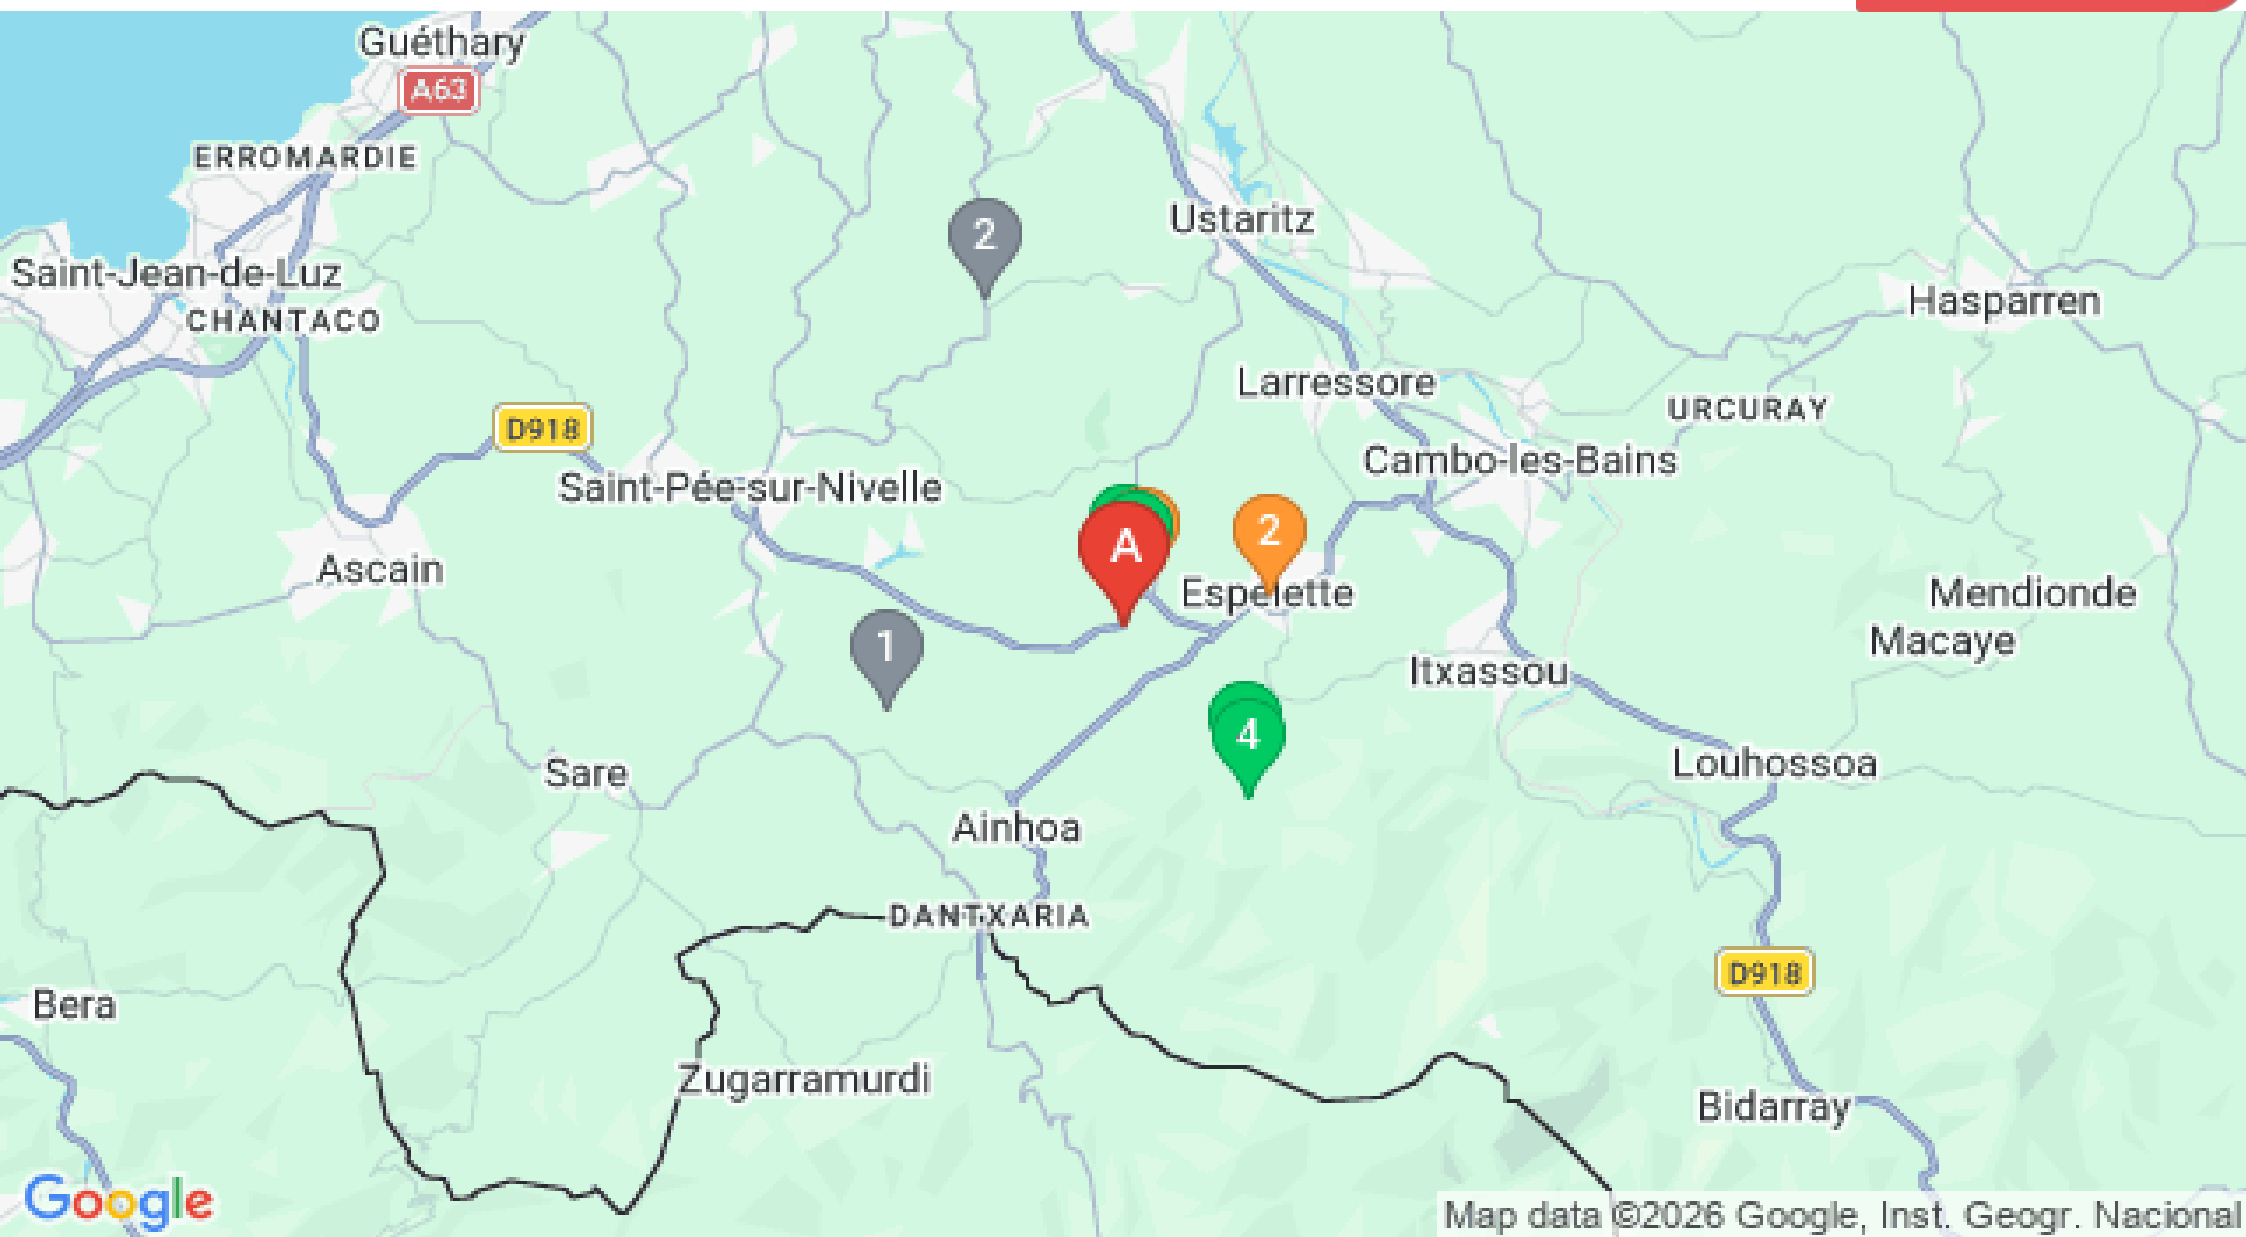 Guéthary
A63
ERROMARDIE
2
Ustaritz
Saint-Jean-de-Luz
CHANTACO
Hasparren
Larressore
URCURAY
D918
Cambo-les-Bains
Saint-Pée-sur-Nivelle
A
2
Ascain
Espelette
Mendionde
1
Macaye
Itxassou
4
Sare
Louhossoa
Ainhoa
DANTXARIA
D918
Bera
Zugarramurdi
Bidarray
Google
Map data ©2026 Google, Inst. Geogr. Nacional